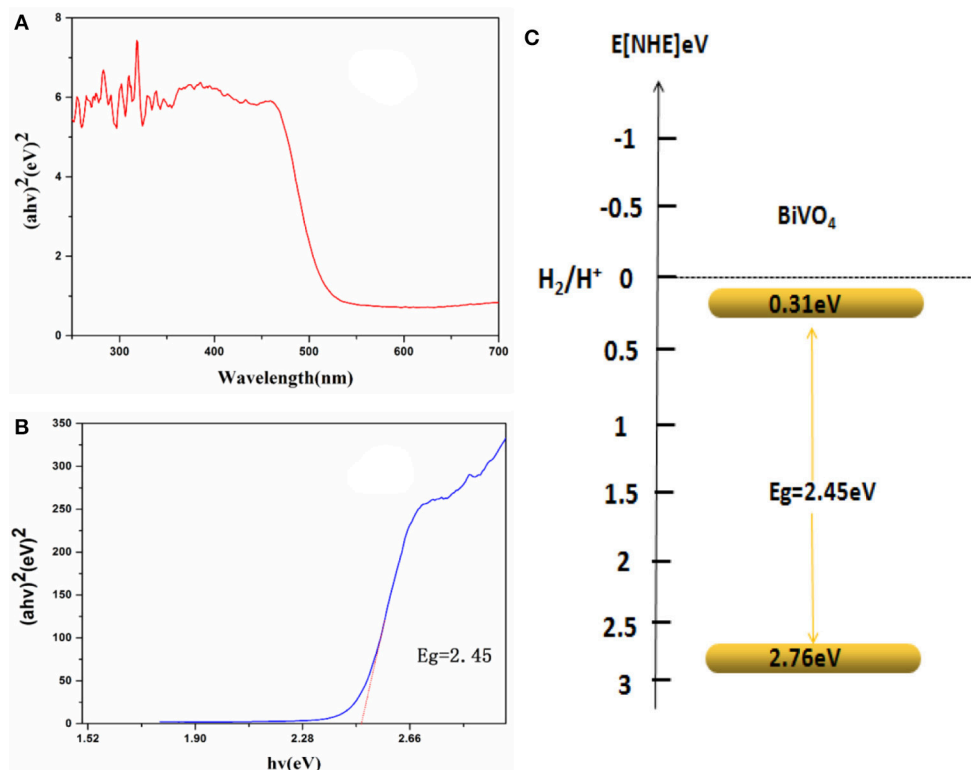 A
(ahv)²(eV)²
8
6
4
2
0
300 400 500 600 700
Wavelength(nm)
B
(ahv)²(eV)²
350
300
250
200
150
100
50
0
Eg=2.45
1.52 1.90 2.28 2.66
hv(eV)
C
E[NHE]eV
-1
-0.5
BiVO₄
H₂/H⁺ 0
0.31eV
0.5
1
Eg=2.45eV
1.5
2
2.5
2.76eV
3